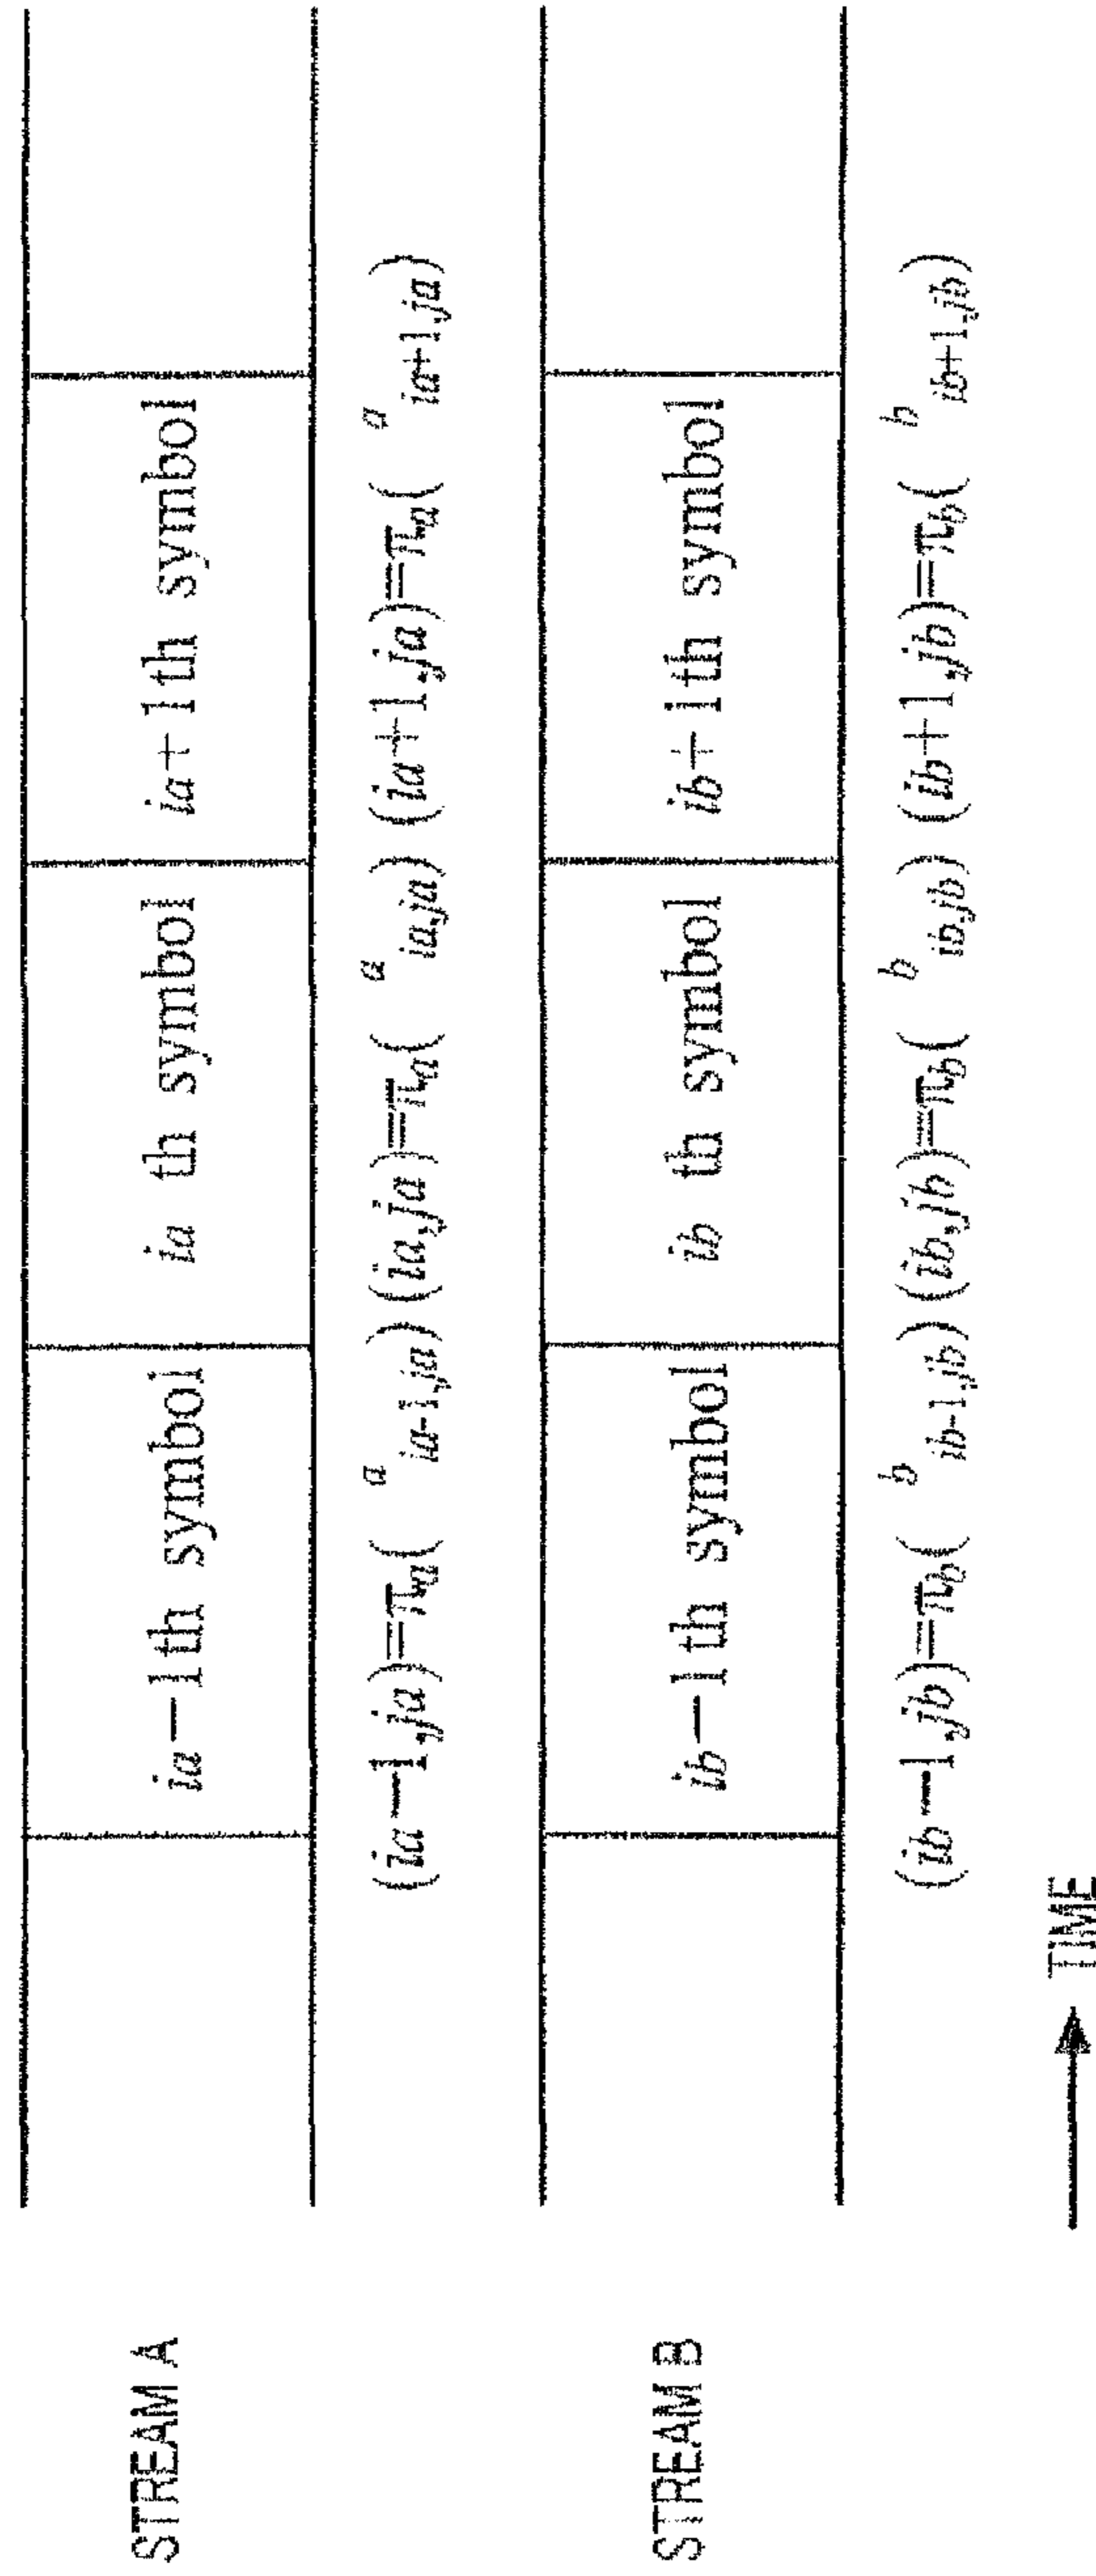 STREAM A
ia−1th symbol
ia th symbol
ia+1th symbol
(ia−1,ja)=πa( a ia-1,ja)
(ia,ja)=πa( a ia,ja)
(ia+1,ja)=πa( a ia+1,ja)
STREAM B
ib−1th symbol
ib th symbol
ib+1th symbol
(ib−1,jb)=πb( b ib-1,jb)
(ib,jb)=πb( b ib,jb)
(ib+1,jb)=πb( b ib+1,jb)
TIME